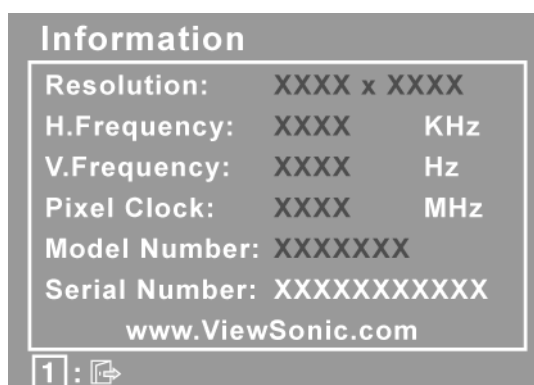 Information
Resolution: XXXX x XXXX
H.Frequency: XXXX KHz
V.Frequency: XXXX Hz
Pixel Clock: XXXX MHz
Model Number: XXXXXXX
Serial Number: XXXXXXXXXXX
www.ViewSonic.com
1 :